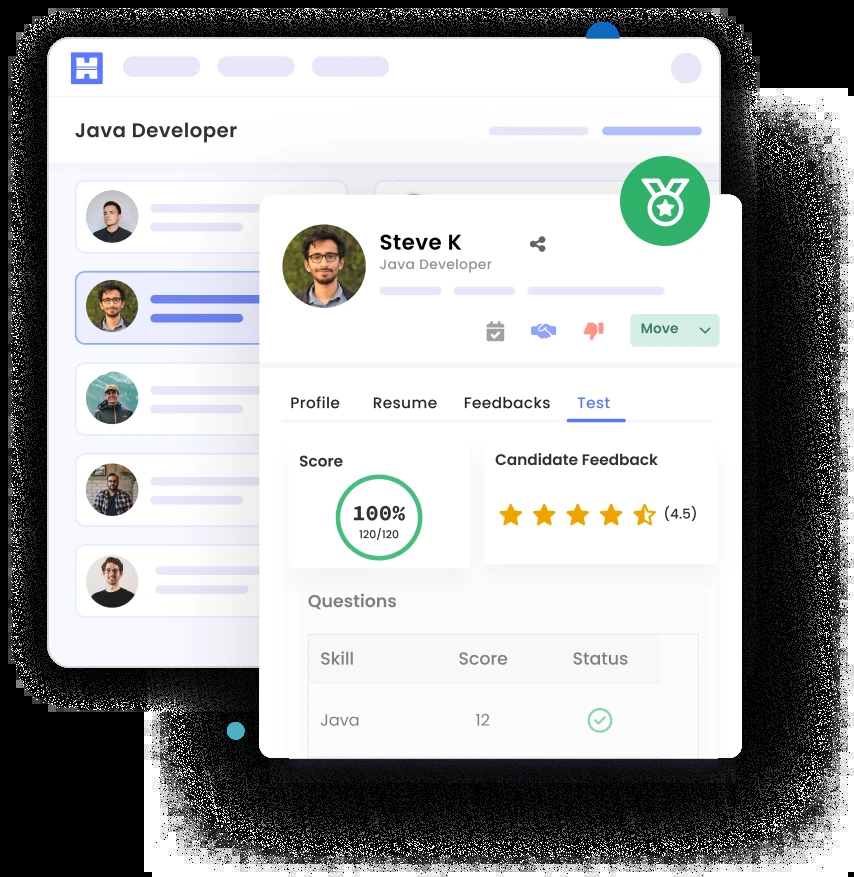 Java Developer
Steve K
Java Developer
Move
Profile Resume Feedbacks Test
Score
100%
120/120
Candidate Feedback
(4.5)
Questions
Skill Score Status
Java 12